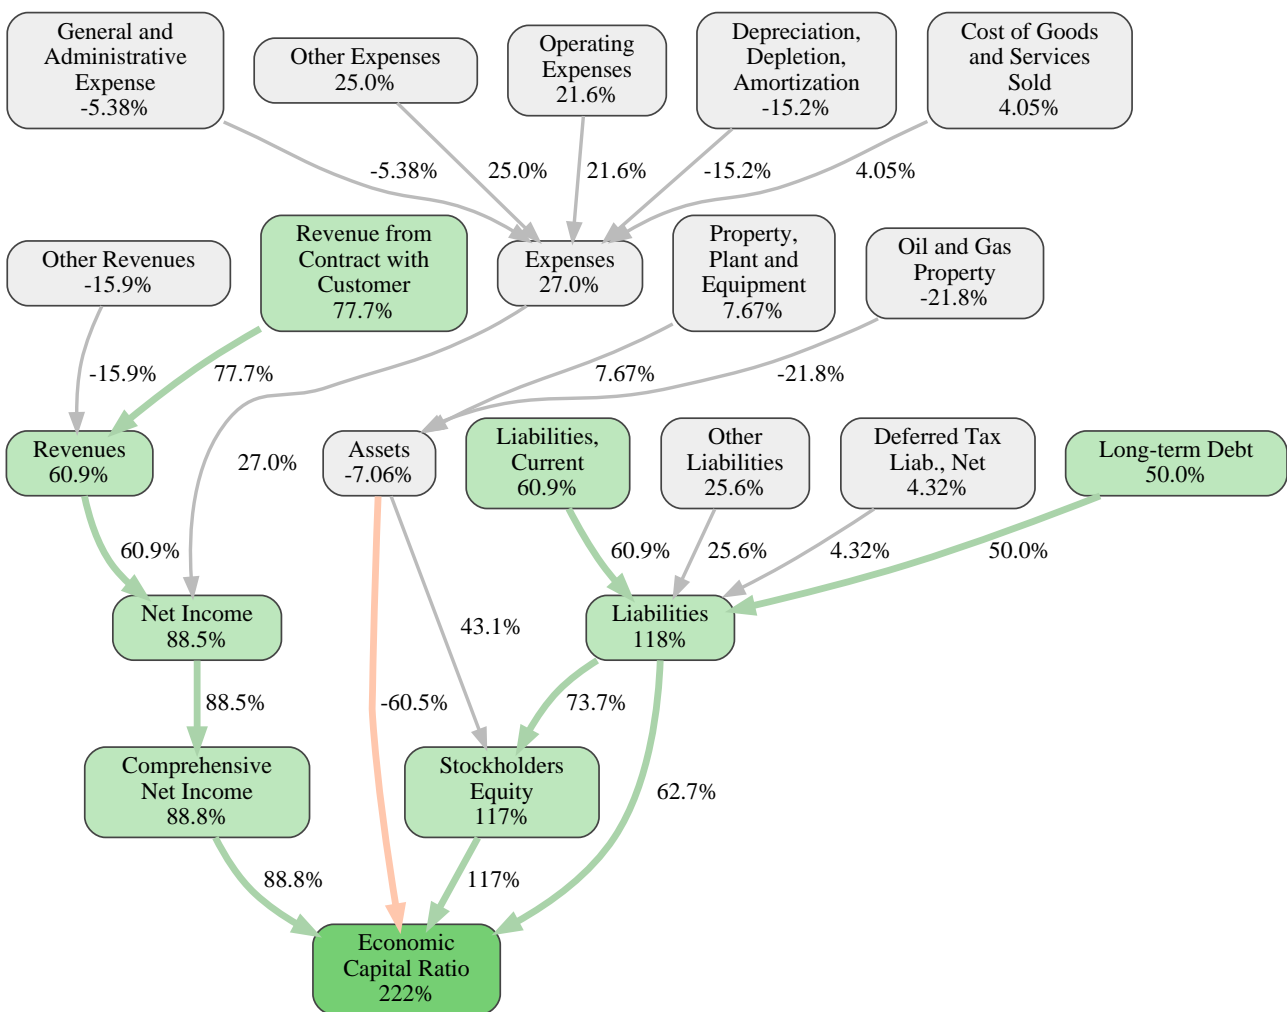 General and
Administrative
Expense
-5.38%
Other Expenses
25.0%
Operating
Expenses
21.6%
Depreciation,
Depletion,
Amortization
-15.2%
Cost of Goods
and Services
Sold
4.05%
-5.38%
25.0%
21.6%
-15.2%
4.05%
Other Revenues
-15.9%
Revenue from
Contract with
Customer
77.7%
Expenses
27.0%
Property,
Plant and
Equipment
7.67%
Oil and Gas
Property
-21.8%
-15.9%
77.7%
7.67%
-21.8%
Revenues
60.9%
27.0%
Assets
-7.06%
Liabilities,
Current
60.9%
Other
Liabilities
25.6%
Deferred Tax
Liab., Net
4.32%
Long-term Debt
50.0%
60.9%
60.9%
25.6%
4.32%
50.0%
Net Income
88.5%
43.1%
Liabilities
118%
88.5%
-60.5%
73.7%
Comprehensive
Net Income
88.8%
Stockholders
Equity
117%
62.7%
88.8%
117%
Economic
Capital Ratio
222%